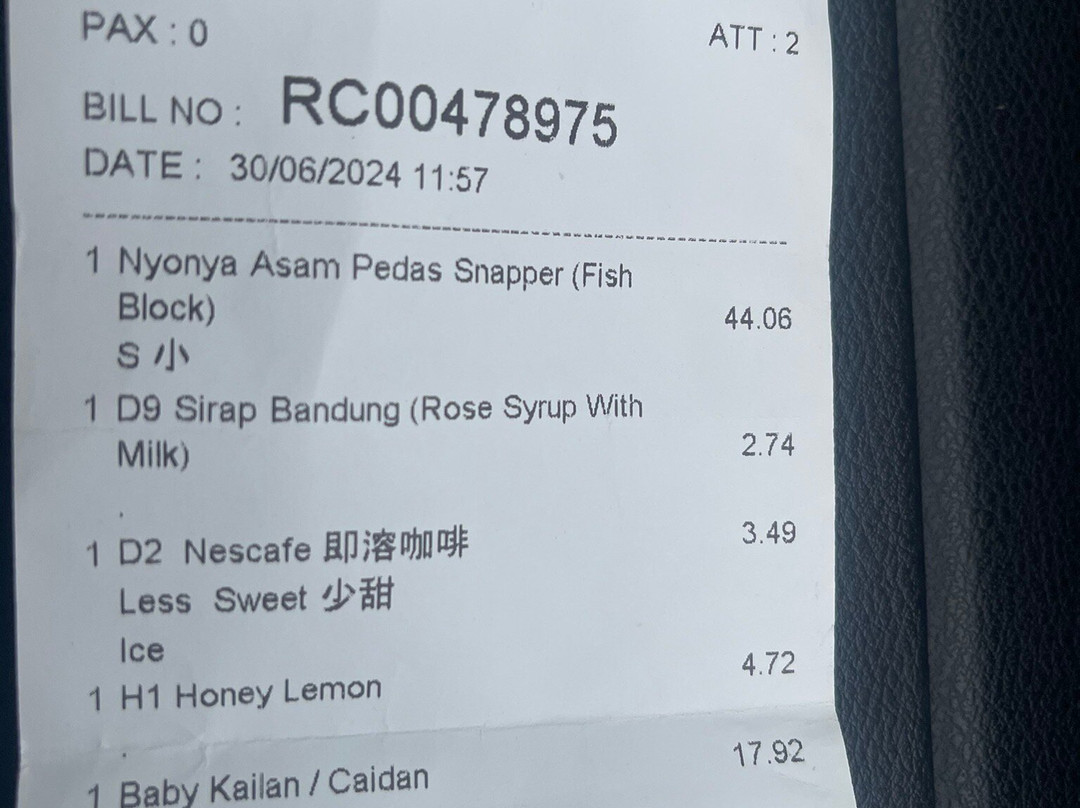 PAX : 0 ATT : 2
BILL NO : RC00478975
DATE : 30/06/2024 11:57
1 Nyonya Asam Pedas Snapper (Fish
Block) 44.06
S 小
1 D9 Sirap Bandung (Rose Syrup With
Milk) 2.74
.
1 D2 Nescafe 即溶咖啡 3.49
Less Sweet 少甜
Ice
1 H1 Honey Lemon 4.72
.
1 Baby Kailan / Caidan 17.92